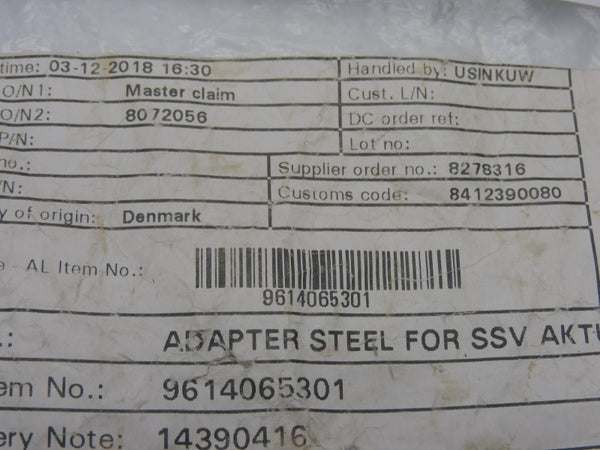 time: 03-12-2018 16:30 Handled by: USINKUW
O/N1: Master claim Cust. L/N:
O/N2: 8072056 DC order ref:
P/N: Lot no:
no.: Supplier order no.: 8278316
/N: Customs code: 8412390080
y of origin: Denmark
- AL Item No.:
9614065301
.: ADAPTER STEEL FOR SSV AKT
em No.: 9614065301
ery Note: 14390416